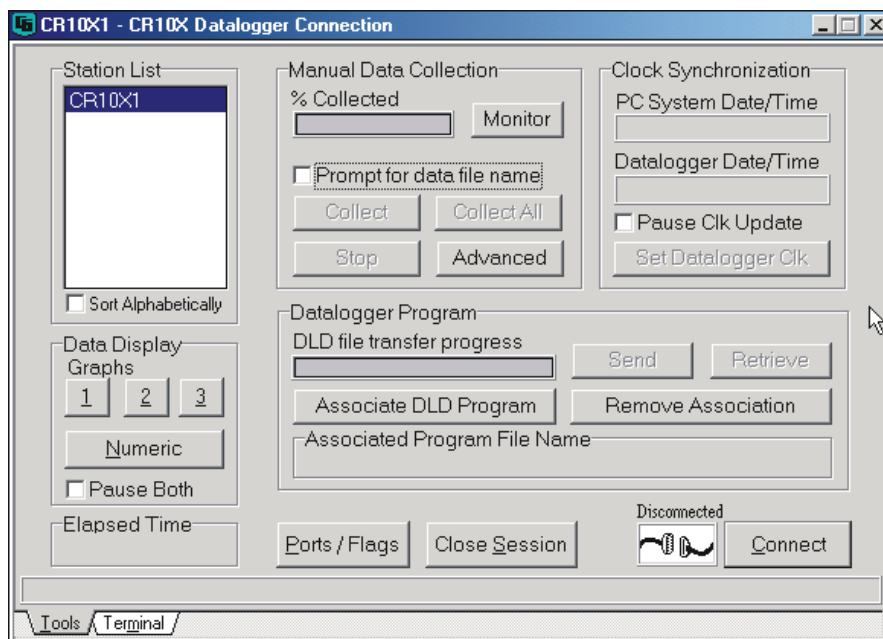 CR10X1 - CR10X Datalogger Connection
Station List
CR10X1
Sort Alphabetically
Data Display
Graphs
1 2 3
Numeric
Pause Both
Elapsed Time
Manual Data Collection
% Collected
Monitor
Prompt for data file name
Collect Collect All
Stop Advanced
Clock Synchronization
PC System Date/Time
Datalogger Date/Time
Pause Clk Update
Set Datalogger Clk
Datalogger Program
DLD file transfer progress
Send Retrieve
Associate DLD Program Remove Association
Associated Program File Name
Ports / Flags Close Session
Disconnected
Connect
Tools Terminal